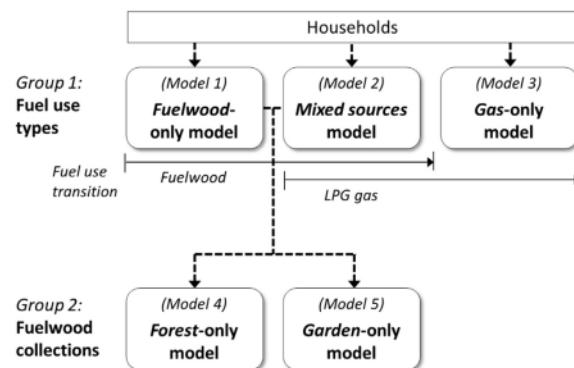 Households
Group 1:
Fuel use
types
(Model 1)
Fuelwood-
only model
(Model 2)
Mixed sources
model
(Model 3)
Gas-only
model
Fuel use
transition
Fuelwood
LPG gas
Group 2:
Fuelwood
collections
(Model 4)
Forest-only
model
(Model 5)
Garden-only
model